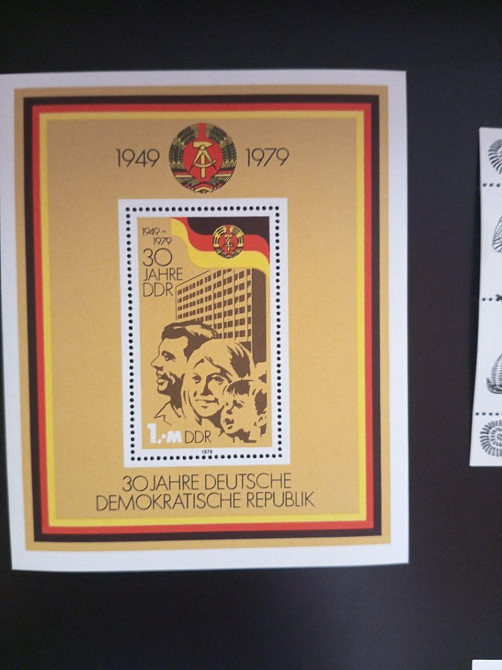 1949 1979
1949-
1979
30
JAHRE
DDR
1,-M DDR
1979
30 JAHRE DEUTSCHE
DEMOKRATISCHE REPUBLIK